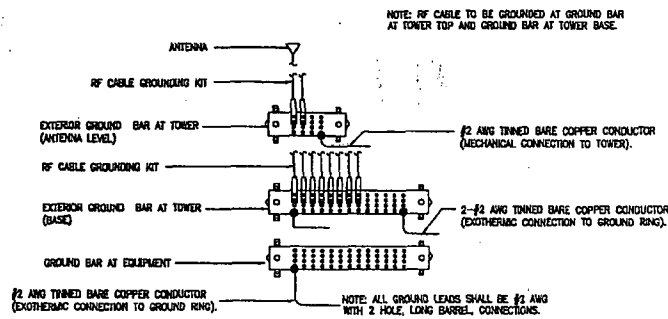 NOTE: RF CABLE TO BE GROUNDED AT GROUND BAR
AT TOWER TOP AND GROUND BAR AT TOWER BASE.
ANTENNA
RF CABLE GROUNDING KIT
EXTERIOR GROUND BAR AT TOWER
(ANTENNA LEVEL)
#2 AWG TINNED BARE COPPER CONDUCTOR
(MECHANICAL CONNECTION TO TOWER).
RF CABLE GROUNDING KIT
EXTERIOR GROUND BAR AT TOWER
(BASE)
2-#2 AWG TINNED BARE COPPER CONDUCTOR
(EXOTHERMIC CONNECTION TO GROUND RING).
GROUND BAR AT EQUIPMENT
#2 AWG TINNED BARE COPPER CONDUCTOR
(EXOTHERMIC CONNECTION TO GROUND RING).
NOTE: ALL GROUND LEADS SHALL BE #2 AWG
WITH 2 HOLE, LONG BARREL, CONNECTIONS.